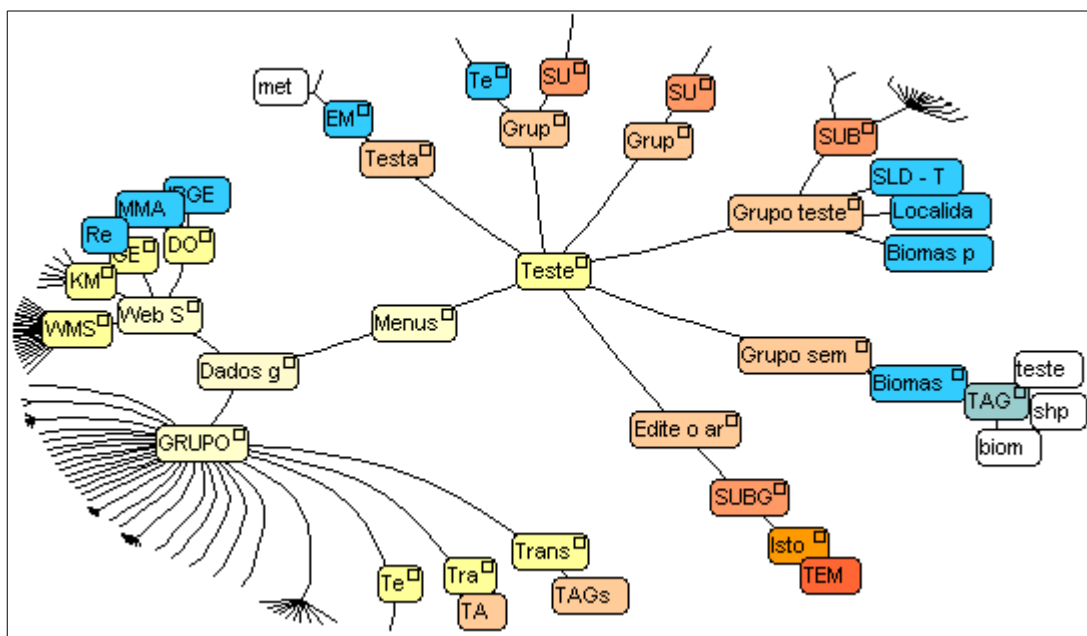 met
EM
Testa
Te
SU
Grup
SU
Grup
SUB
SLD - T
Grupo teste
Localida
Biomas p
MMA
Re
GE
DO
KM
WMS
Web S
Teste
Menus
Dados g
Grupo sem
Biomas
teste
TAG
shp
biom
Edite o ar
GRUPO
SUBG
Isto
TEM
Trans
TAGs
Tra
TA
Te